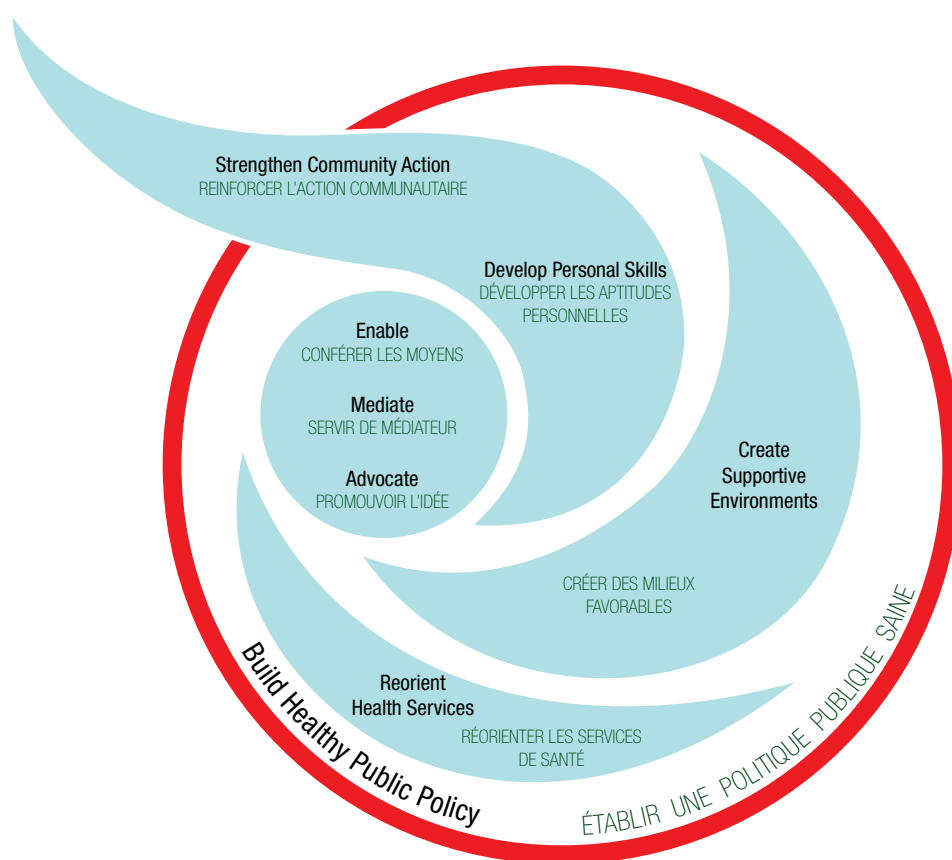 Strengthen Community Action
REINFORCER L'ACTION COMMUNAUTAIRE
Develop Personal Skills
DÉVELOPPER LES APTITUDES
PERSONNELLES
Enable
CONFÉRER LES MOYENS
Mediate
SERVIR DE MÉDIATEUR
Advocate
PROMOUVOIR L'IDÉE
Create
Supportive
Environments
CRÉER DES MILIEUX
FAVORABLES
Reorient
Health Services
RÉORIENTER LES SERVICES
DE SANTÉ
Build Healthy Public Policy
ÉTABLIR UNE POLITIQUE PUBLIQUE SAINE